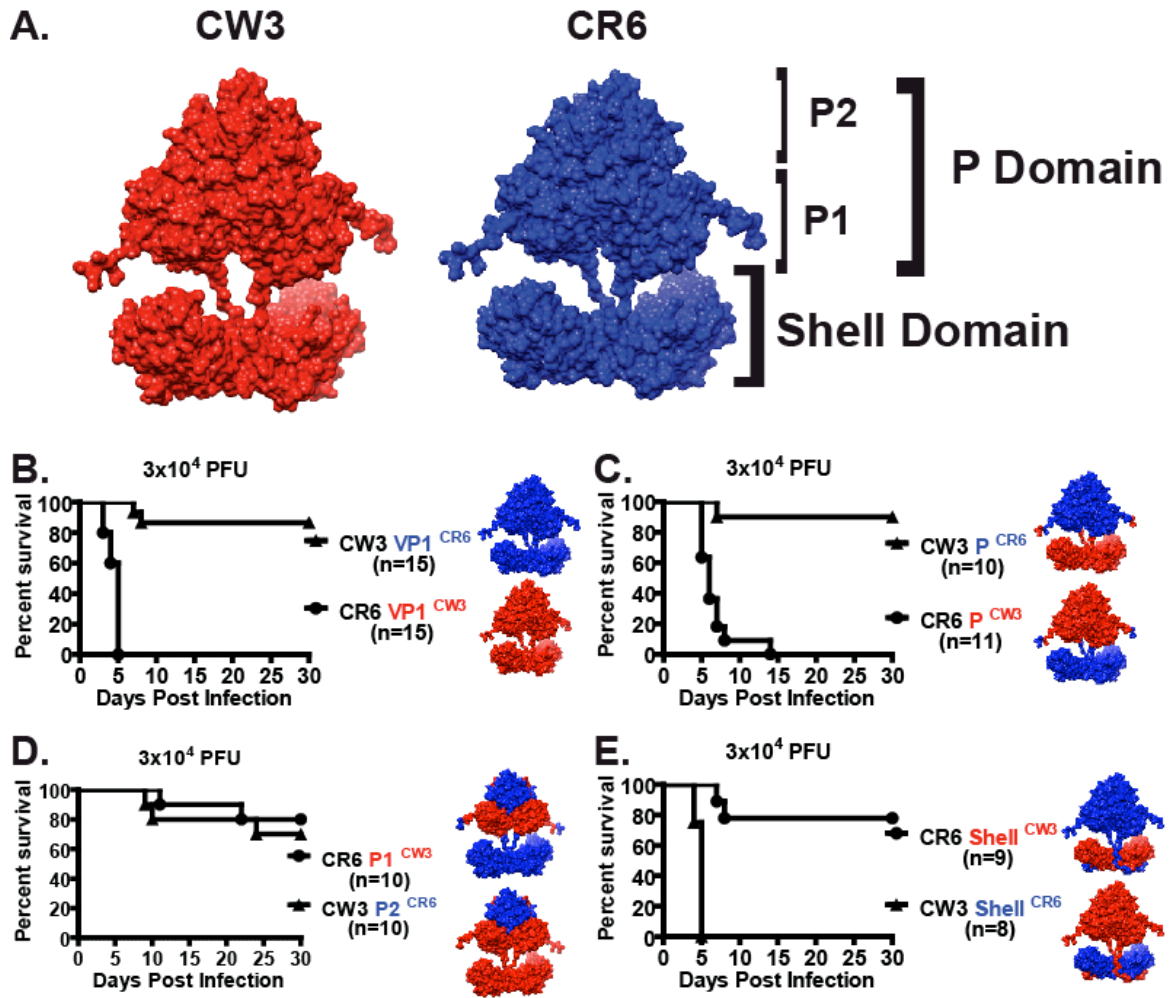 A.
CW3
CR6
P2
P1
P Domain
Shell Domain
B.
3x10⁴ PFU
Percent survival
100
80
60
40
20
0
0 5 10 15 20 25 30
Days Post Infection
CW3 VP1 CR6
(n=15)
CR6 VP1 CW3
(n=15)
C.
3x10⁴ PFU
Percent survival
100
80
60
40
20
0
0 5 10 15 20 25 30
Days Post Infection
CW3 P CR6
(n=10)
CR6 P CW3
(n=11)
D.
3x10⁴ PFU
Percent survival
100
80
60
40
20
0
0 5 10 15 20 25 30
Days Post Infection
CR6 P1 CW3
(n=10)
CW3 P2 CR6
(n=10)
E.
3x10⁴ PFU
Percent survival
100
80
60
40
20
0
0 5 10 15 20 25 30
Days Post Infection
CR6 Shell CW3
(n=9)
CW3 Shell CR6
(n=8)